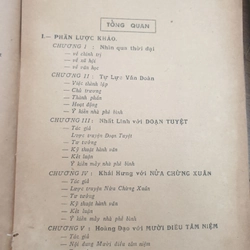 TỔNG QUAN
I.— PHẦN LƯỢC KHẢO.
CHƯƠNG I : Nhìn qua thời đại
— về chính trị
— về xã hội
— về văn học
CHƯƠNG II : Tự Lực Văn Đoàn
— Việc thành lập
— Chủ trương
— Thành phần
— Hoạt động
— Ý kiến nhà phê bình
CHƯƠNG III : Nhất Linh với ĐOẠN TUYỆT
— Tác giả
— Lược truyện Đoạn Tuyệt
— Tư tưởng
— Kỹ thuật hành văn
— Kết luận
— Ý kiến mấy nhà phê bình
CHƯƠNG IV : Khái Hưng với NỬA CHỪNG XUÂN
— Tác giả
— Lược truyện Nửa Chừng Xuân
— Tư tưởng
— Kỹ thuật hành văn
— Kết luận
— Ý kiến mấy nhà phê bình
CHƯƠNG V : Hoàng Đạo với MƯỜI ĐIỀU TÂM NIỆM
— Tác giả
— Nội dung Mười điều tâm niệm